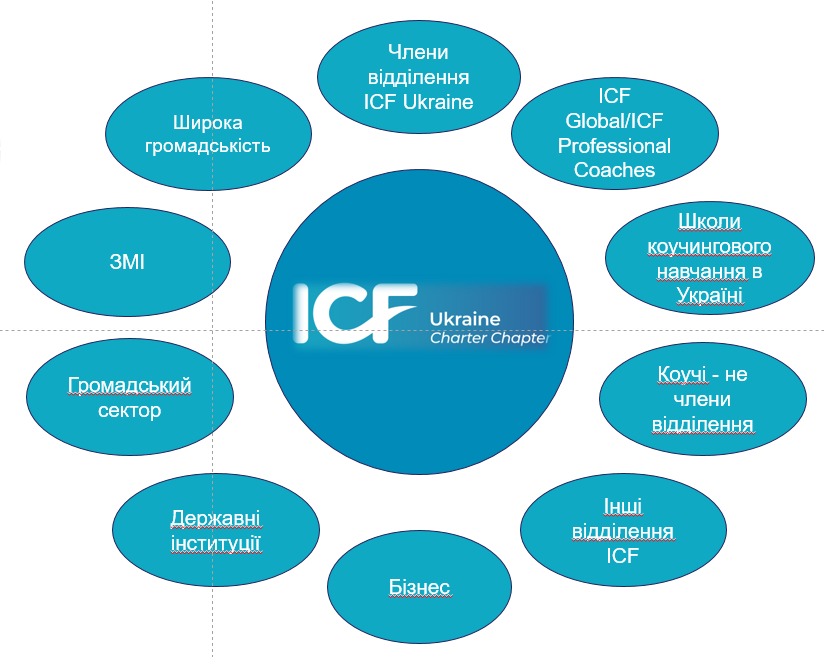 Члени
відділення
ICF Ukraine
ICF
Global/ICF
Professional
Coaches
Школи
коучингового
навчання в
Україні
Коучі - не
члени
відділення
Інші
відділення
ICF
Бізнес
Державні
інституції
Громадський
сектор
ЗМІ
Широка
громадськість
ICF
Ukraine
Charter Chapter